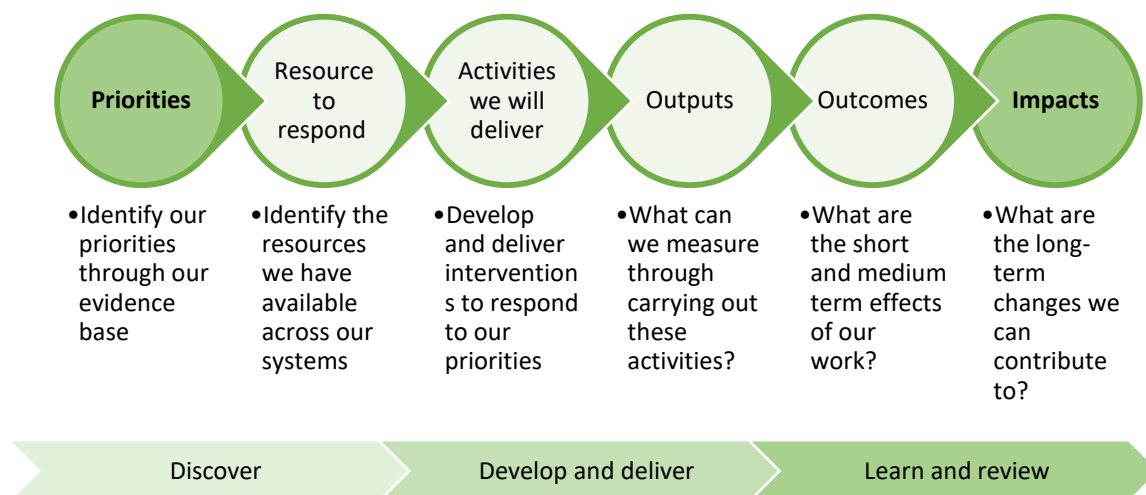 Priorities
Resource
to
respond
Activities
we will
deliver
Outputs
Outcomes
Impacts
•Identify our
priorities
through our
evidence
base
•Identify the
resources
we have
available
across our
systems
•Develop
and deliver
intervention
s to respond
to our
priorities
•What can
we measure
through
carrying out
these
activities?
•What are
the short
and medium
term effects
of our
work?
•What are
the long-
term
changes we
can
contribute
to?
Discover
Develop and deliver
Learn and review